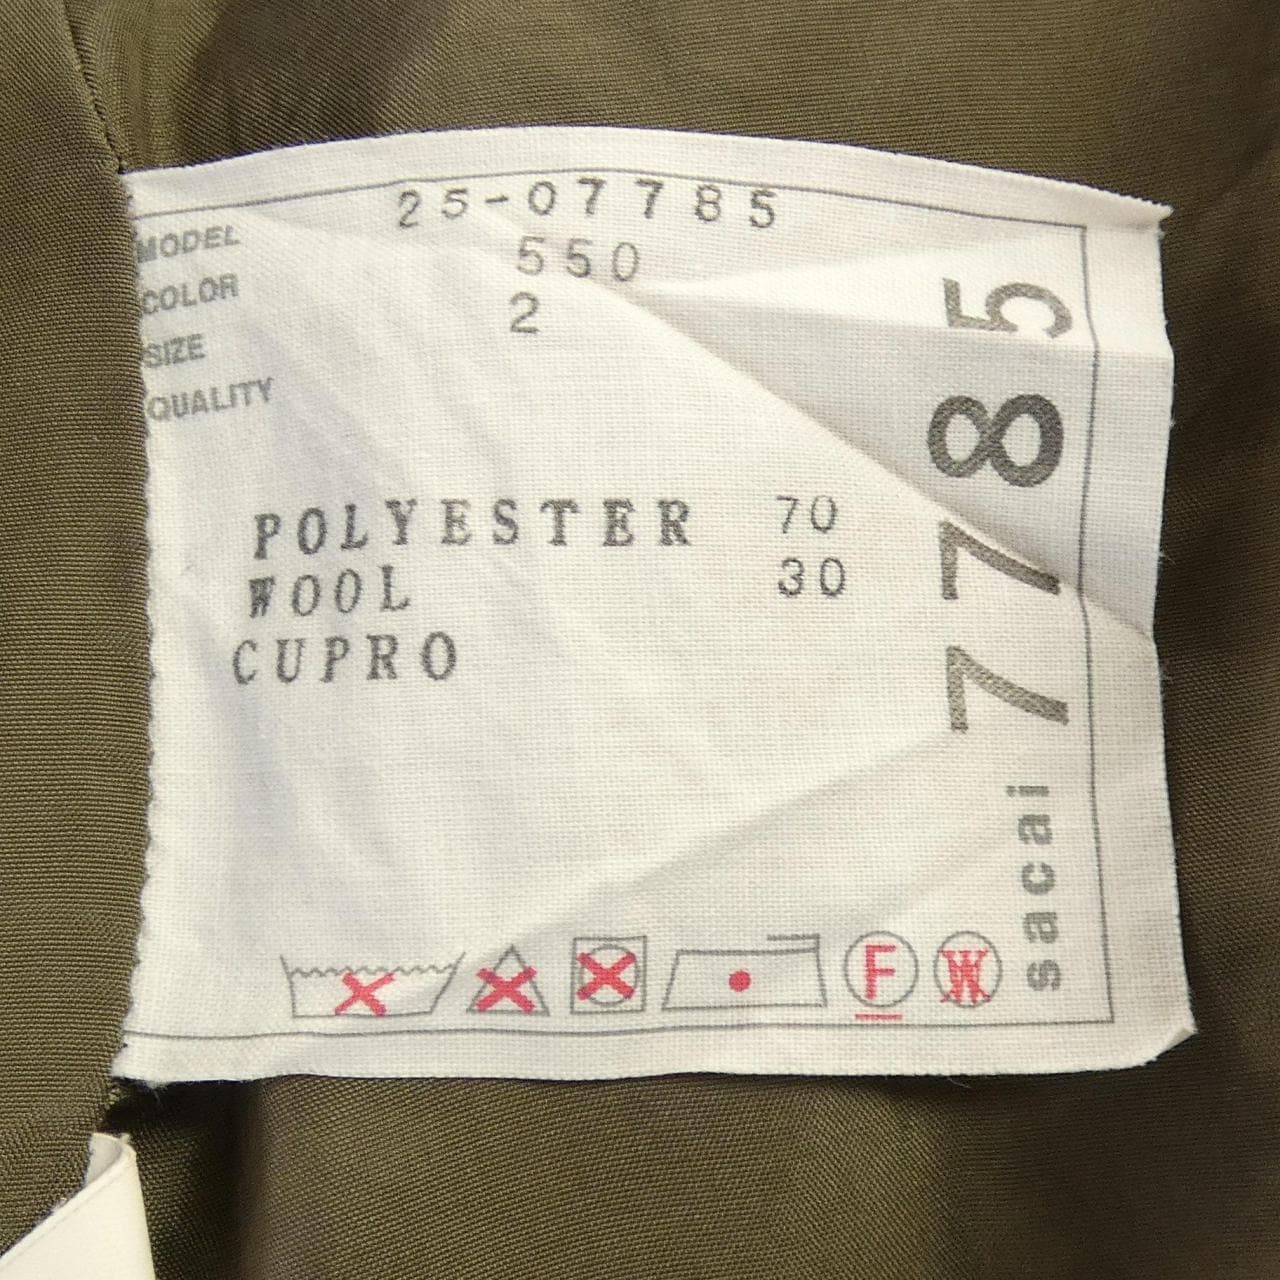 MODEL 25-07785
COLOR 550
SIZE 2
QUALITY
POLYESTER 70
WOOL 30
CUPRO
F
W
sacai 7785